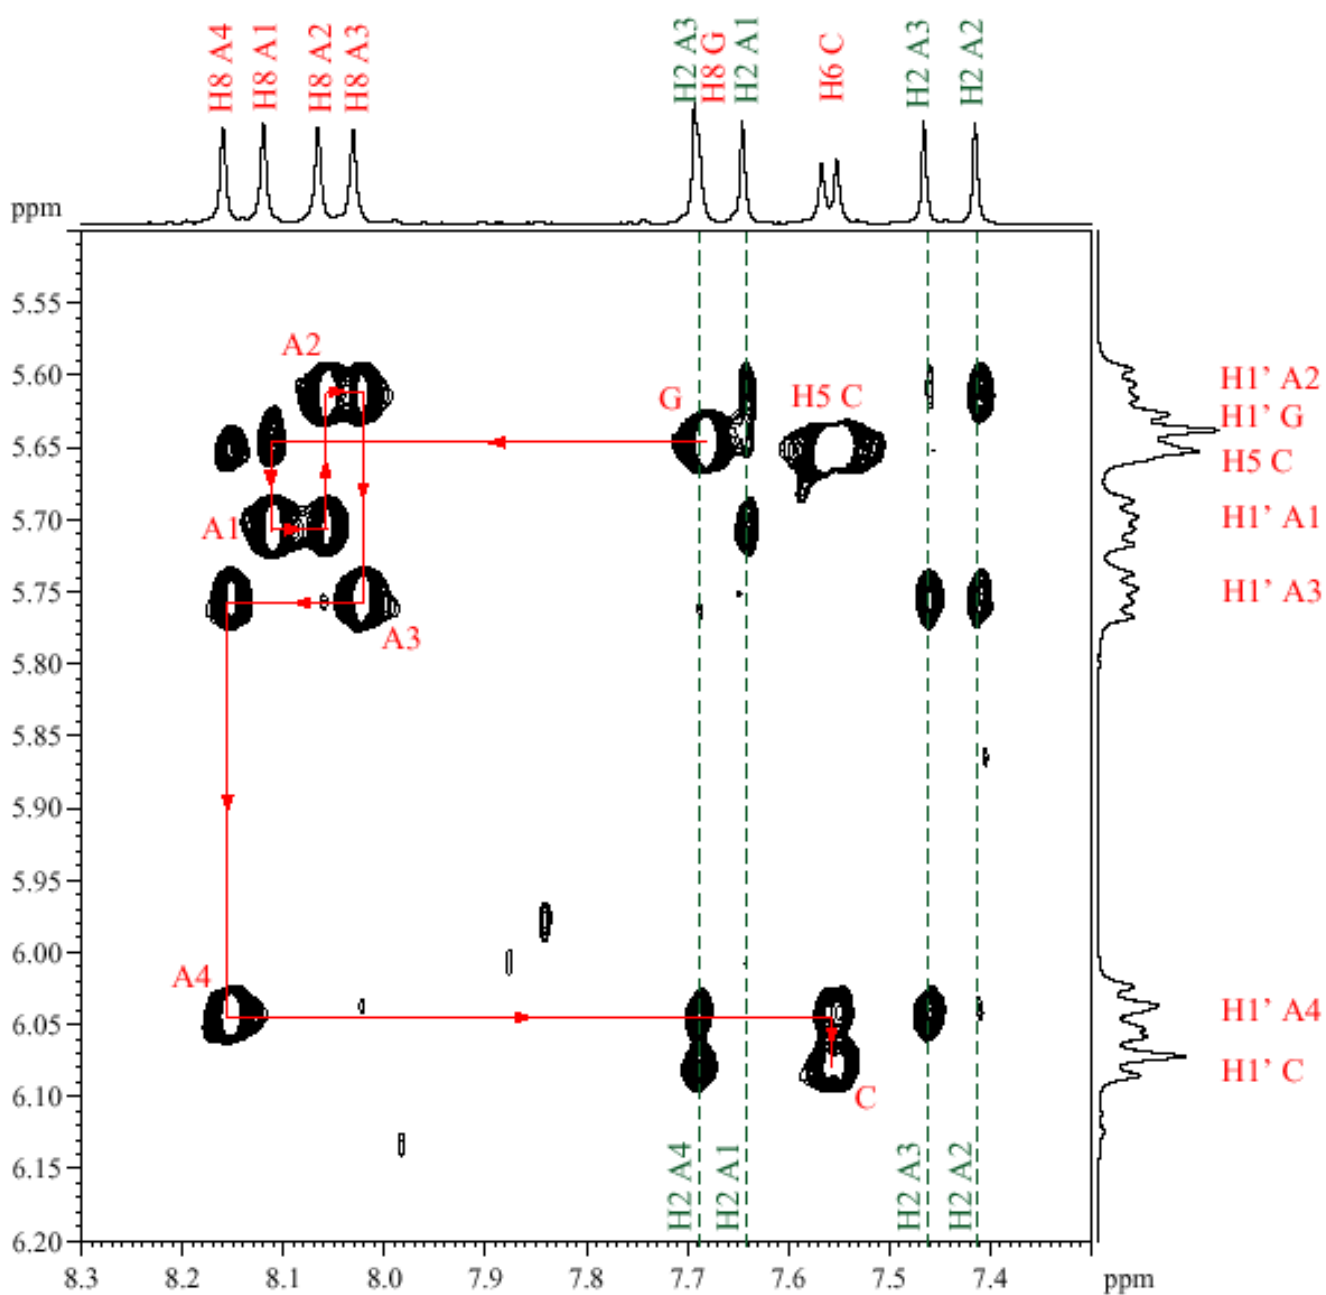 H8 A4
H8 A1
H8 A2
H8 A3
H2 A3
H8 G
H2 A1
H6 C
H2 A3
H2 A2
ppm
5.55
5.60
5.65
5.70
5.75
5.80
5.85
5.90
5.95
6.00
6.05
6.10
6.15
6.20
A2
G
H5 C
A1
A3
A4
C
H1' A2
H1' G
H5 C
H1' A1
H1' A3
H1' A4
H1' C
H2 A4
H2 A1
H2 A3
H2 A2
8.3 8.2 8.1 8.0 7.9 7.8 7.7 7.6 7.5 7.4 ppm